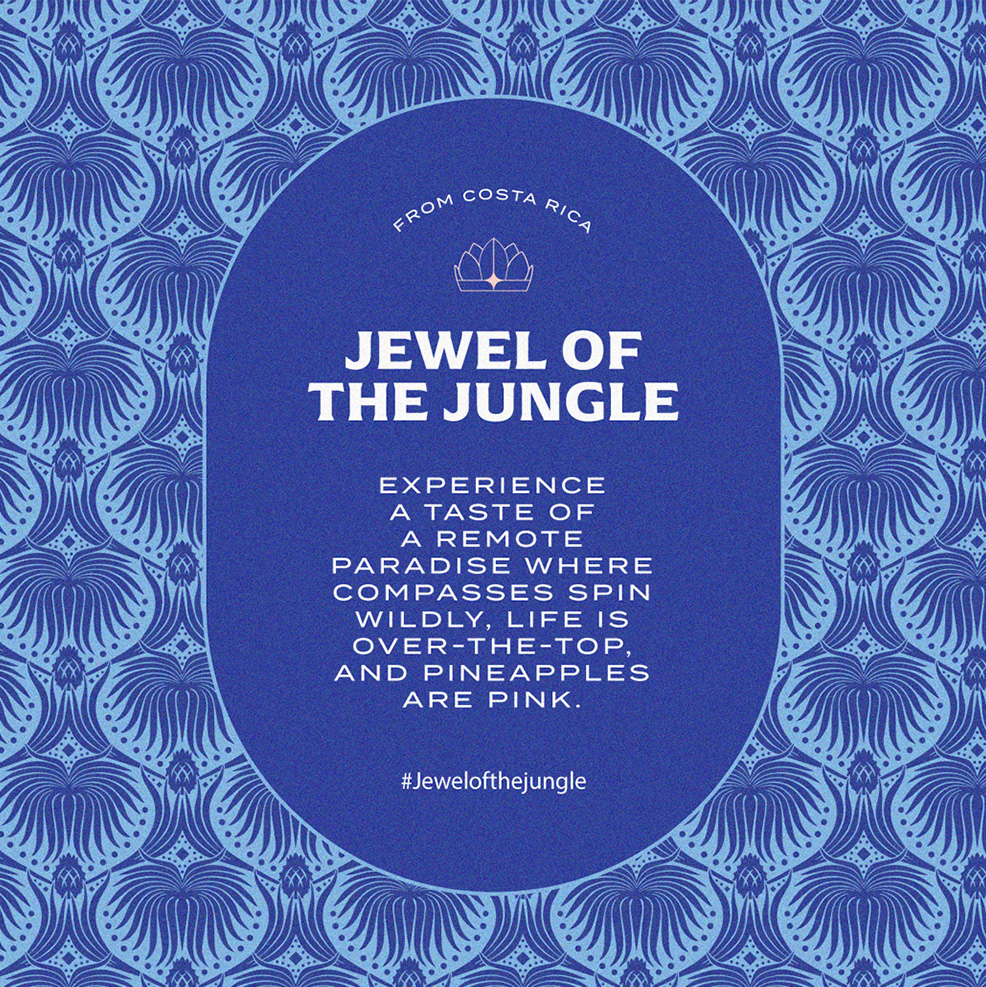 FROM COSTA RICA
JEWEL OF
THE JUNGLE
EXPERIENCE
A TASTE OF
A REMOTE
PARADISE WHERE
COMPASSES SPIN
WILDLY, LIFE IS
OVER-THE-TOP,
AND PINEAPPLES
ARE PINK.
#Jewelofthejungle